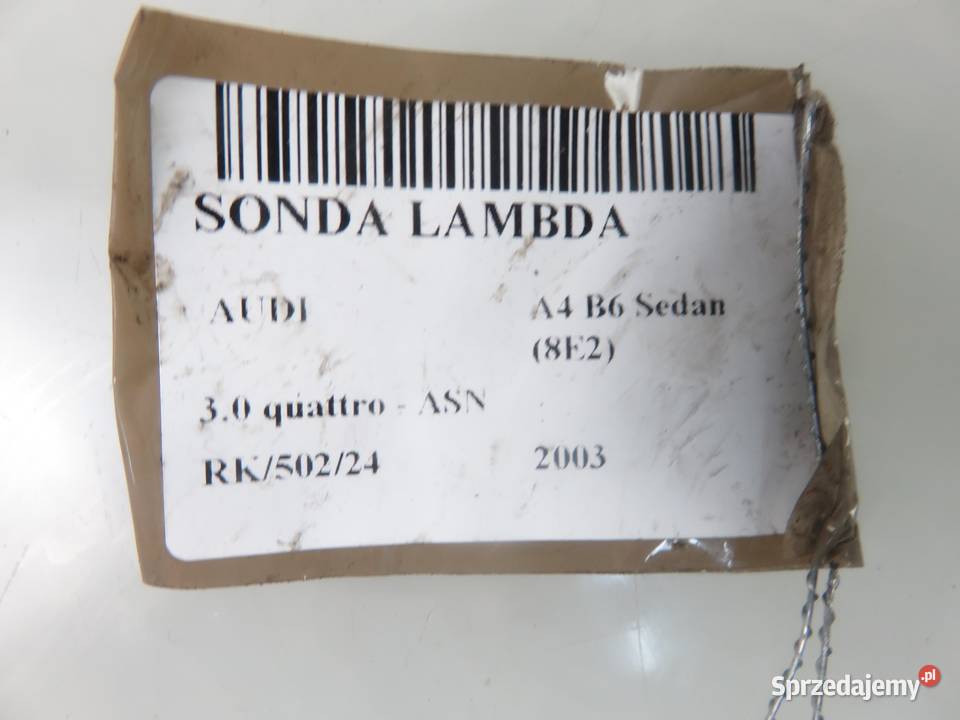 SONDA LAMBDA
AUDI A4 B6 Sedan
(8E2)
3.0 quattro - ASN
RK/502/24 2003
Sprzedajemy.pl